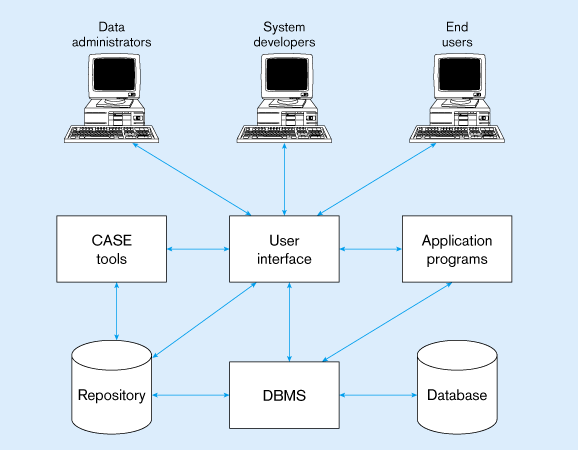 Data
administrators
System
developers
End
users
CASE
tools
User
interface
Application
programs
Repository
DBMS
Database